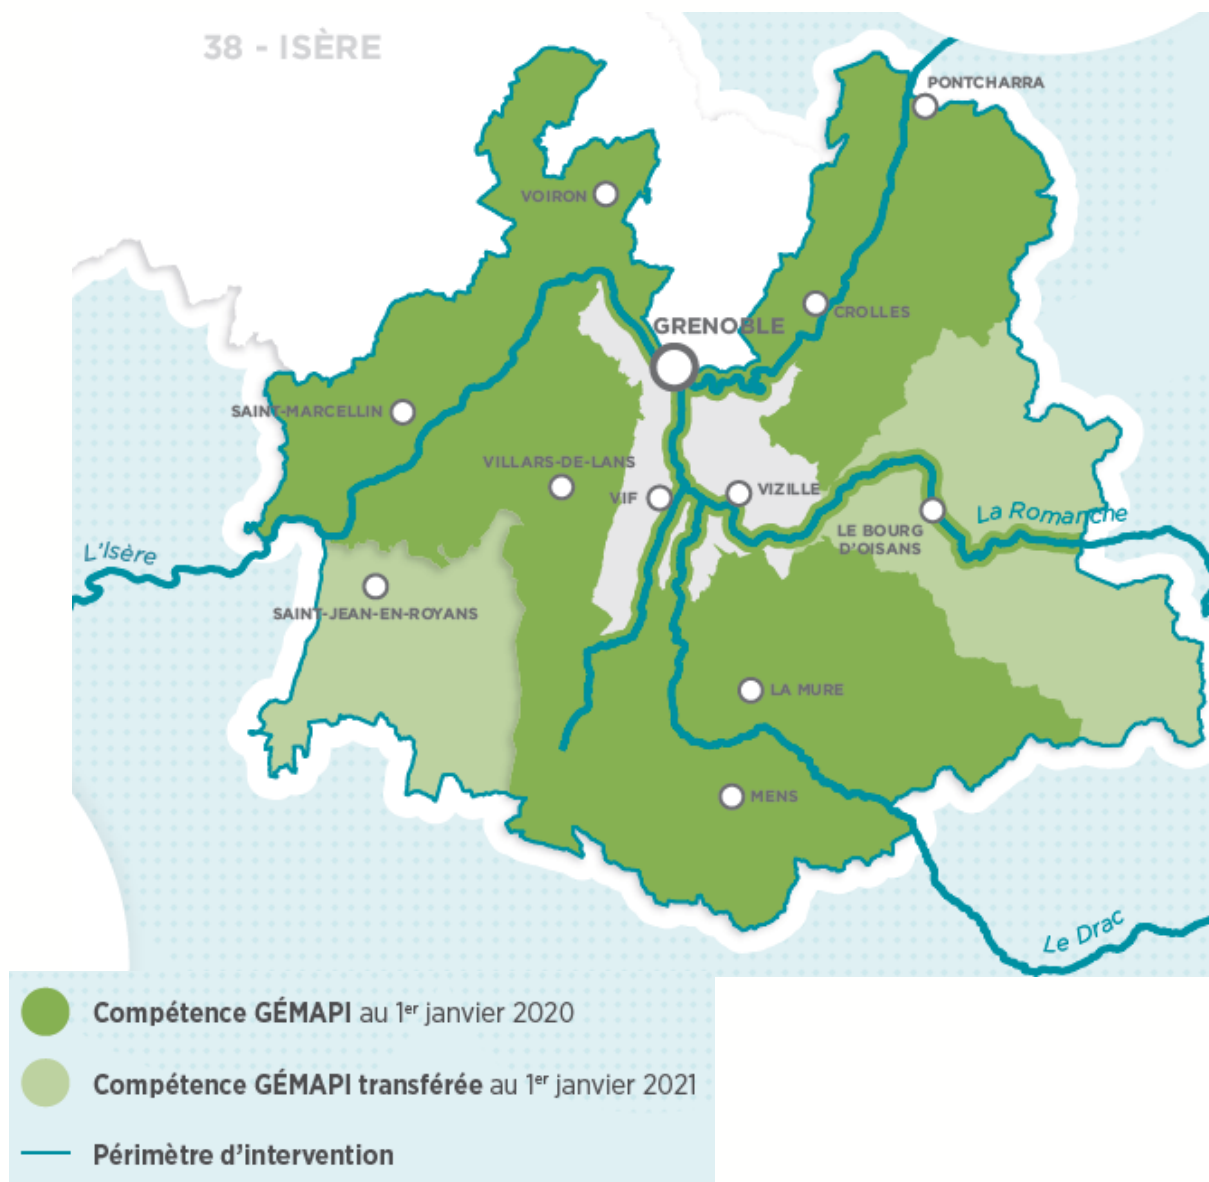 38 - ISÈRE
PONTCHARRA
VOIRON
CROLLES
GRENOBLE
SAINT-MARCELLIN
VILLARS-DE-LANS
VIF
VIZILLE
La Romanche
LE BOURG
D'OISANS
L'Isère
SAINT-JEAN-EN-ROYANS
LA MURE
MENS
Le Drac
Compétence GÉMAPI au 1er janvier 2020
Compétence GÉMAPI transférée au 1er janvier 2021
Périmètre d'intervention